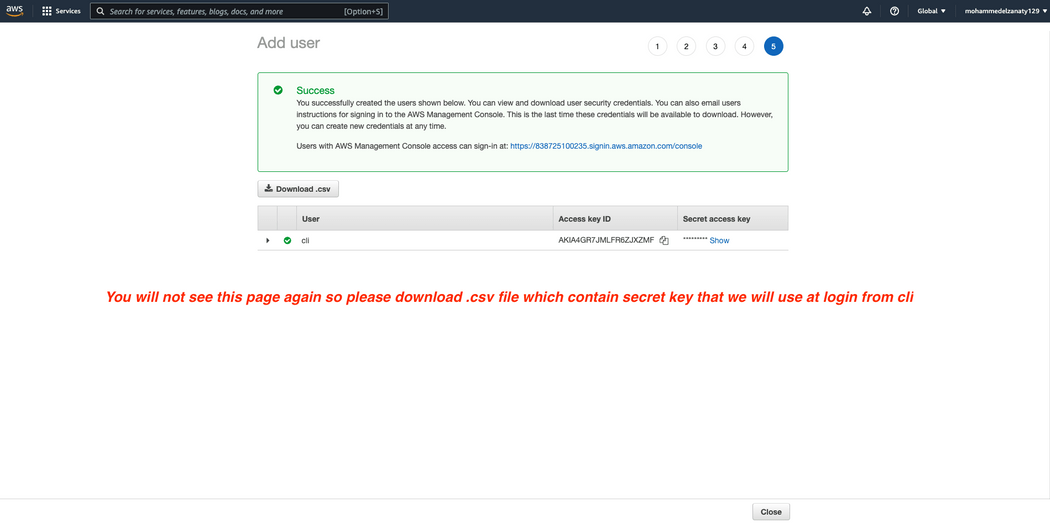 aws Services Search for services, features, blogs, docs, and more [Option+S] Global mohammedelzanaty129
Add user 1 2 3 4 5
Success
You successfully created the users shown below. You can view and download user security credentials. You can also email users
instructions for signing in to the AWS Management Console. This is the last time these credentials will be available to download. However,
you can create new credentials at any time.
Users with AWS Management Console access can sign-in at: https://838725100235.signin.aws.amazon.com/console
Download .csv
User Access key ID Secret access key
cli AKIA4GR7JMLFR6ZJXZMF ********* Show
You will not see this page again so please download .csv file which contain secret key that we will use at login from cli
Close